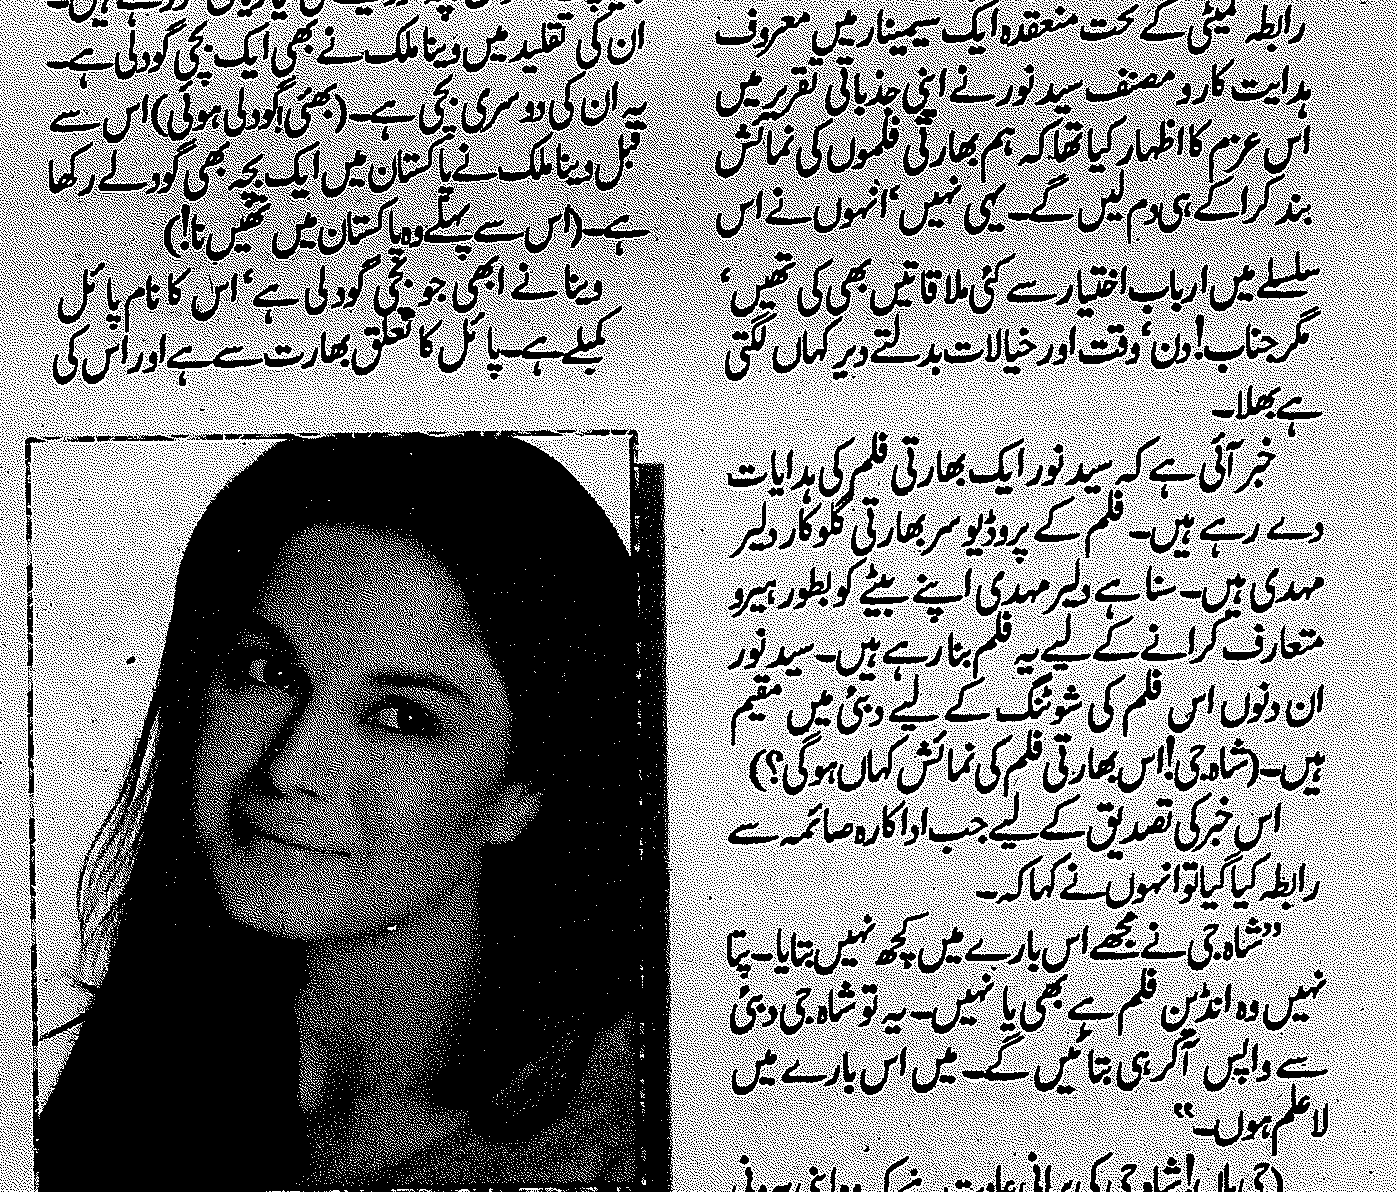 رابطہ کمیٹی کے تحت منعقدہ ایک سیمینار میں معروف
ہدایت کار و مصنف سید نور نے اپنی جذباتی تقریر میں
اس عزم کا اظہار کیا تھا کہ ہم بھارتی فلموں کی نمائش
بند کرا کے ہی دم لیں گے۔ یہی نہیں‘ انہوں نے اس
سلسلے میں ارباب اختیار سے کئی ملاقاتیں بھی کی تھیں‘
مگر جناب! دن‘ وقت اور خیالات بدلتے دیر کہاں لگتی
ہے بھلا۔
خبر آئی ہے کہ سید نور ایک بھارتی فلم کی ہدایات
دے رہے ہیں۔ فلم کے پروڈیوسر بھارتی گلوکار دلیر
مہدی ہیں۔ سنا ہے دلیر مہدی اپنے بیٹے کو بطور ہیرو
متعارف کرانے کے لیے یہ فلم بنا رہے ہیں۔ سید نور
ان دنوں اس فلم کی شوٹنگ کے لیے دبئی میں مقیم
ہیں۔ (شاہ جی! اس بھارتی فلم کی نمائش کہاں ہوگی؟)
اس خبر کی تصدیق کے لیے جب اداکارہ صائمہ سے
رابطہ کیا گیا تو انہوں نے کہا کہ۔
”شاہ جی نے مجھے اس بارے میں کچھ نہیں بتایا۔ پتا
نہیں وہ انڈین فلم ہے بھی یا نہیں۔ یہ تو شاہ جی دبئی
سے واپس آ کر ہی بتائیں گے۔ میں اس بارے میں
لا علم ہوں۔“
(جی ہاں! شاہ جی کی پرانی عادت
ان کی تقلید میں وینا ملک نے بھی ایک بچی گود لی ہے۔
یہ ان کی دوسری بچی ہے۔ (بھئی! گود لی ہوئی) اس سے
قبل وینا ملک نے پاکستان میں ایک بچہ بھی گود لے رکھا
ہے۔ (اس سے پہلے وہ پاکستان میں تھیں نا!)
وینا نے ابھی جو بچی گود لی ہے‘ اس کا نام پائل
کمبلے ہے۔ پائل کا تعلق بھارت سے ہے اور اس کی